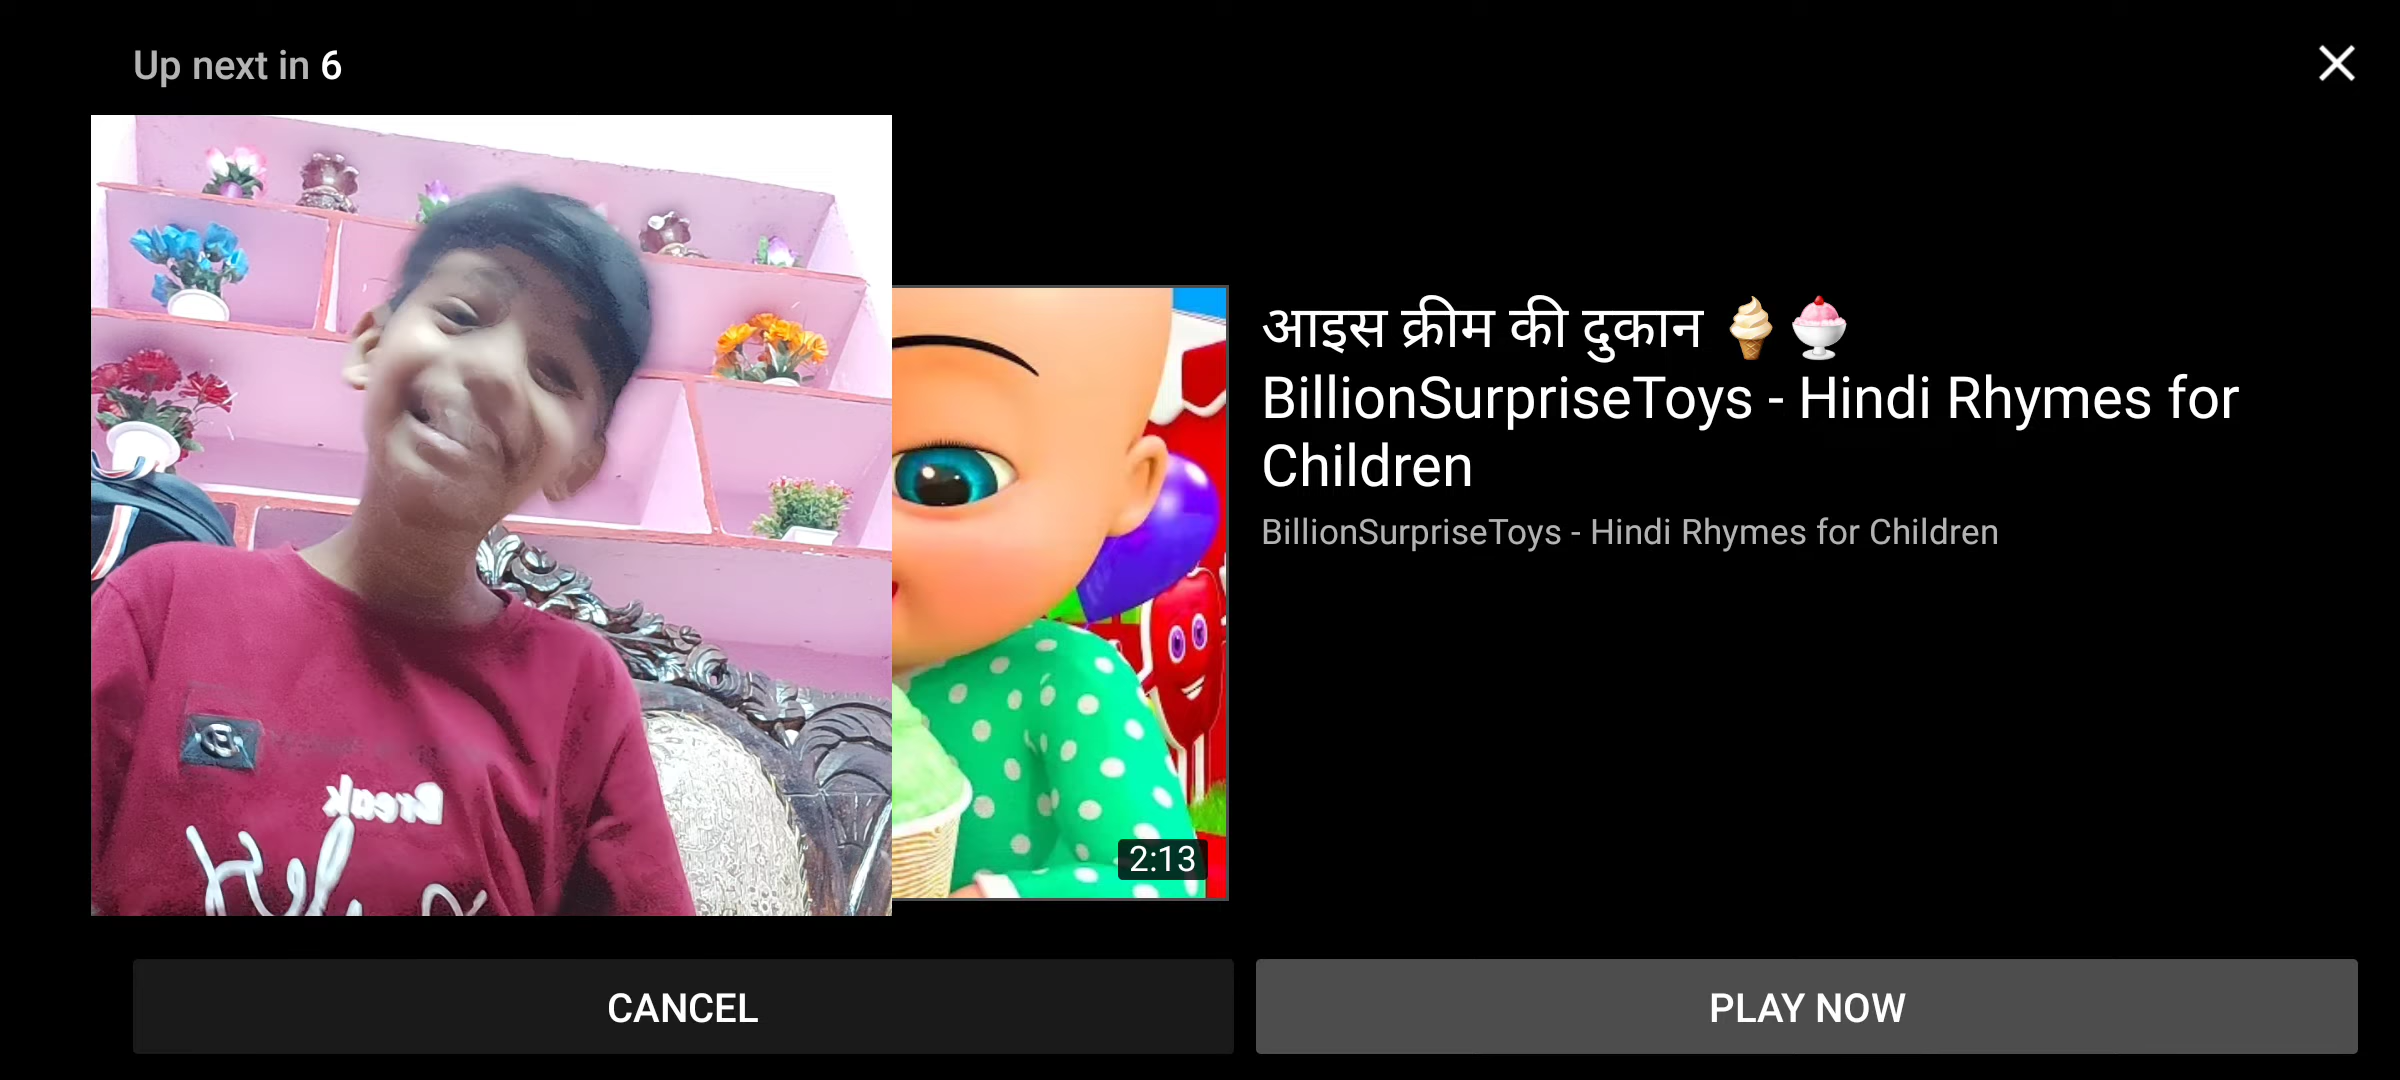 Up next in 6
आइस क्रीम की दुकान 🍦 🍨
BillionSurpriseToys - Hindi Rhymes for
Children
BillionSurpriseToys - Hindi Rhymes for Children
Break
2:13
CANCEL
PLAY NOW